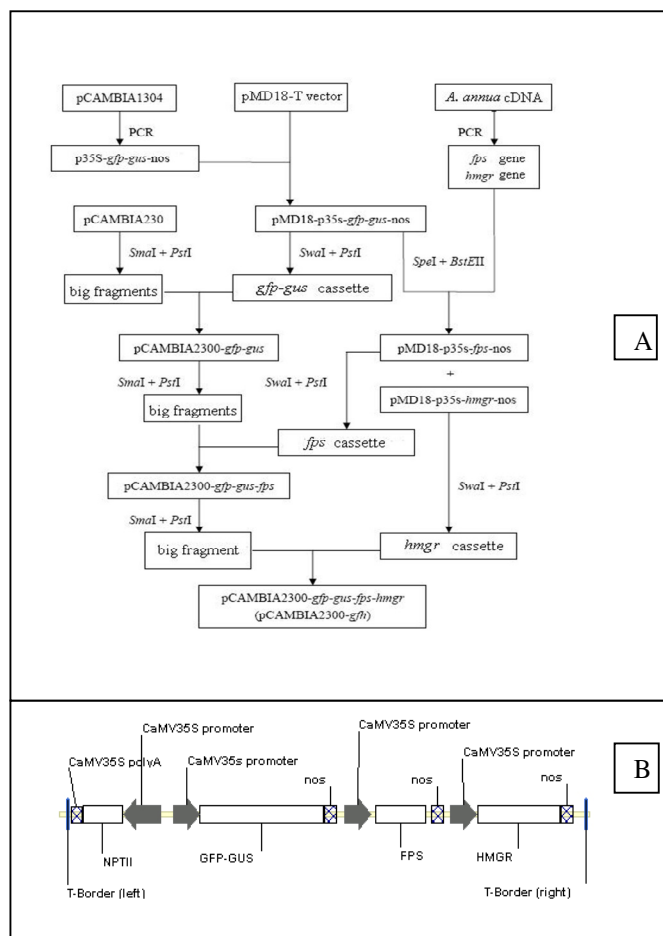 pCAMBIA1304
pMD18-T vector
A. annua cDNA
PCR
PCR
p35S-gfp-gus-nos
fps gene
hmgr gene
pCAMBIA230
pMD18-p35s-gfp-gus-nos
SmaI + PstI
SwaI + PstI
SpeI + BstEII
big fragments
gfp-gus cassette
pCAMBIA2300-gfp-gus
pMD18-p35s-fps-nos
A
+
SmaI + PstI
SwaI + PstI
pMD18-p35s-hmgr-nos
big fragments
fps cassette
pCAMBIA2300-gfp-gus-fps
SwaI + PstI
SmaI + PstI
big fragment
hmgr cassette
pCAMBIA2300-gfp-gus-fps-hmgr
(pCAMBIA2300-gfh)
CaMV35S promoter
CaMV35S promoter
CaMV35S promoter
B
CaMV35S polyA
CaMV35s promoter
nos
nos
nos
NPTII
GFP-GUS
FPS
HMGR
T-Border (left)
T-Border (right)